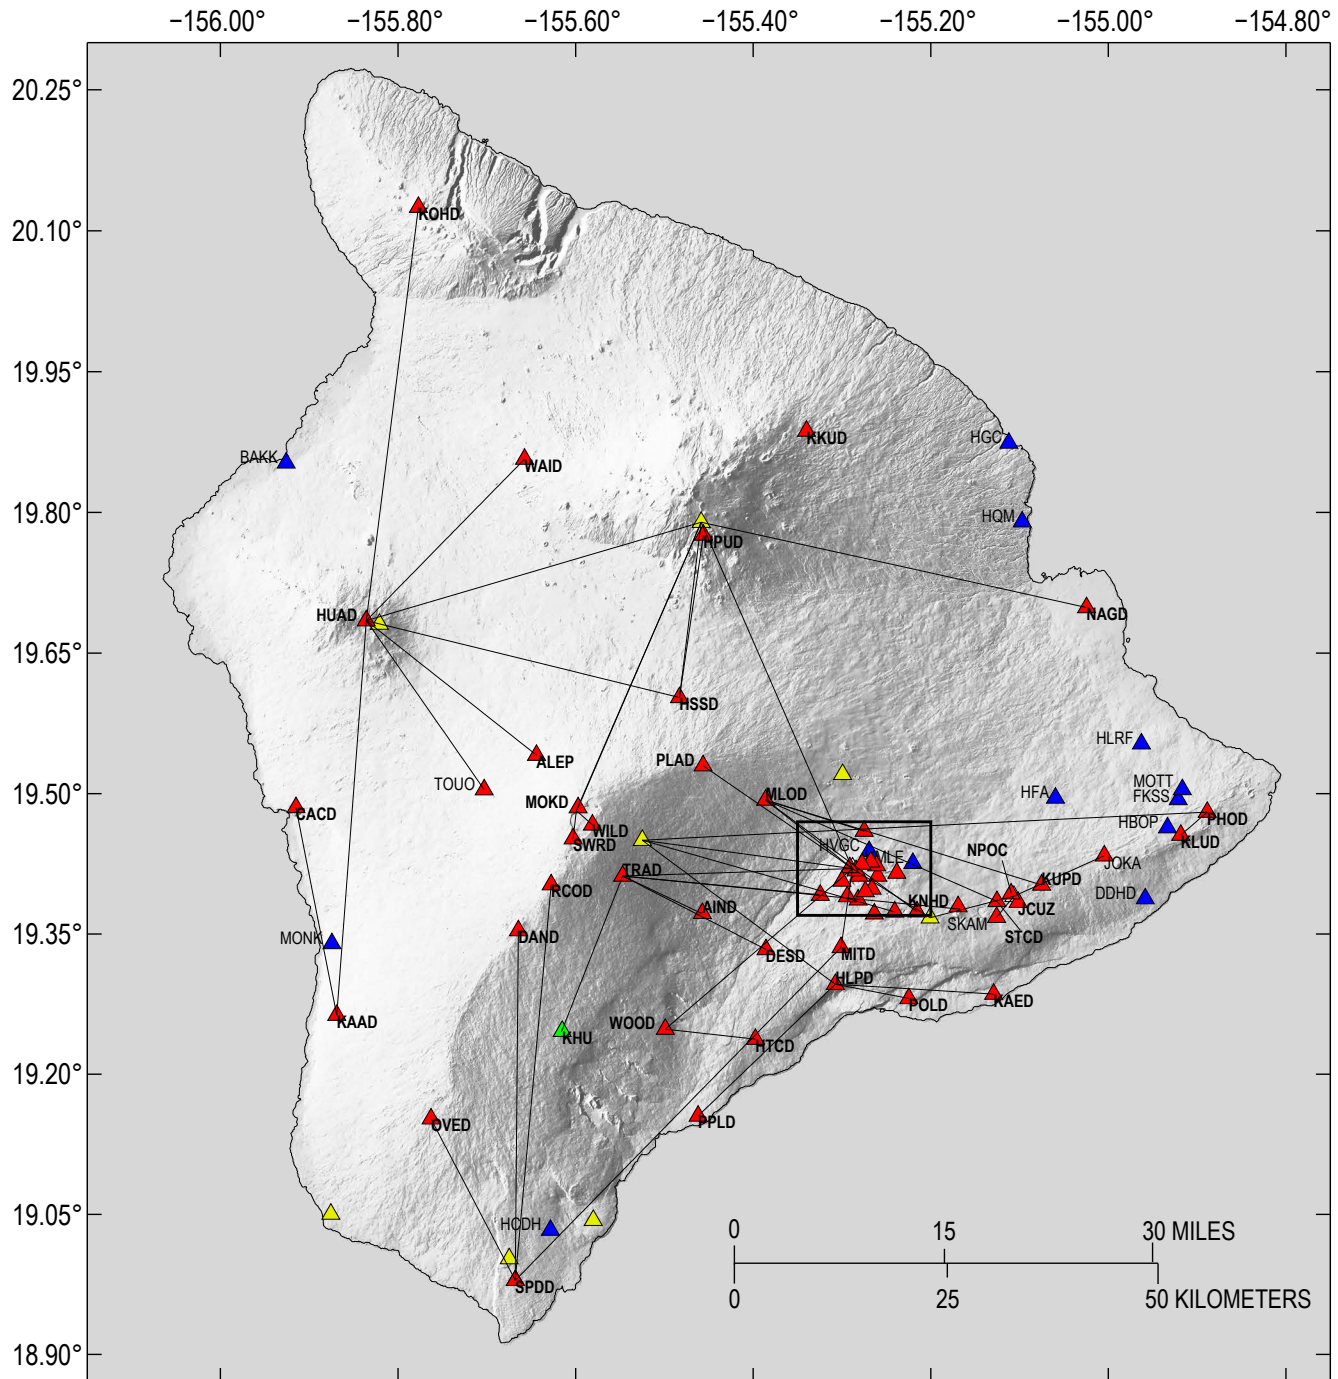 −156.00° −155.80° −155.60° −155.40° −155.20° −155.00° −154.80°
20.25°
20.10°
19.95°
19.80°
19.65°
19.50°
19.35°
19.20°
19.05°
18.90°
KOHD
KKUD
HGC
BAKK
WAID
HQM
HPUD
HUAD
NAGD
HSSD
HLRF
ALEP
PLAD
TOUO
MOTT
HFA
FKSS
MOKD
MLOD
CACD
PHOD
HBOP
WILD
KLUD
SWRD
HVGC
NPOC
MLE
JOKA
TRAD
KUPD
RCOD
DDHD
KNHD
AIND
JCUZ
SKAM
DAND
STCD
MONK
DESD
MITD
HLPD
KAED
POLD
KAAD
WOOD
KHU
HTCD
PPLD
OVED
HCDH
SPDD
0 15 30 MILES
0 25 50 KILOMETERS